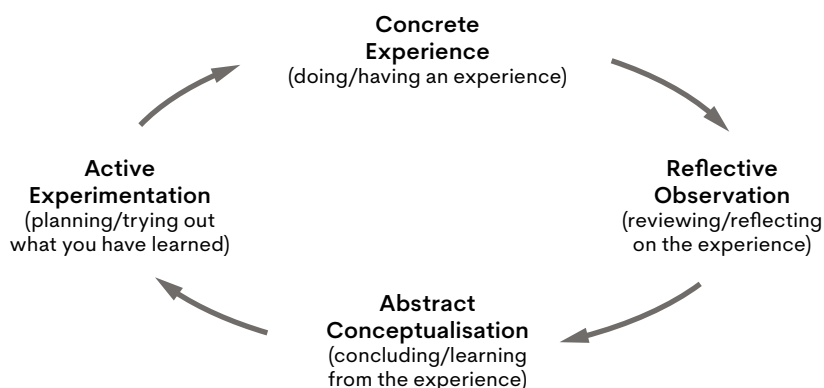 Concrete
Experience
(doing/having an experience)
Active
Experimentation
(planning/trying out
what you have learned)
Reflective
Observation
(reviewing/reflecting
on the experience)
Abstract
Conceptualisation
(concluding/learning
from the experience)